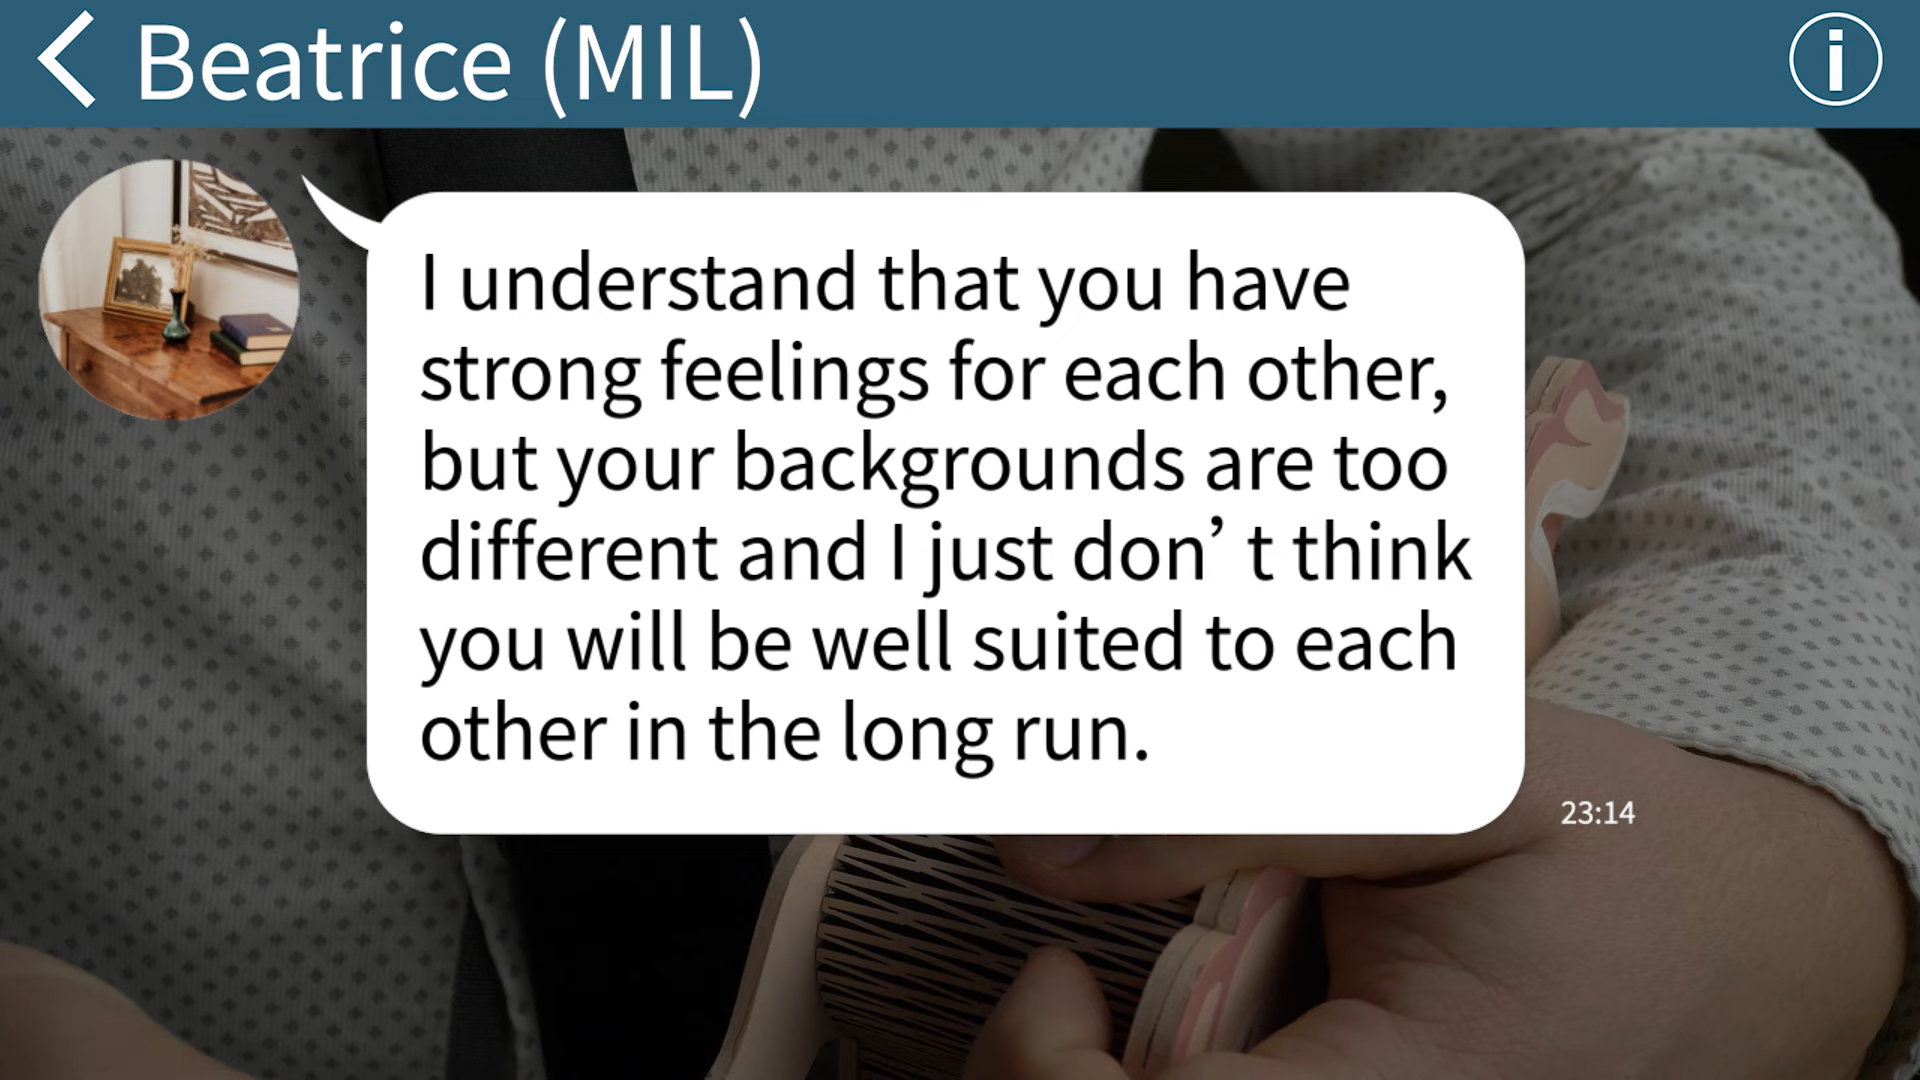 Beatrice (MIL)
I understand that you have
strong feelings for each other,
but your backgrounds are too
different and I just don’ t think
you will be well suited to each
other in the long run.
23:14